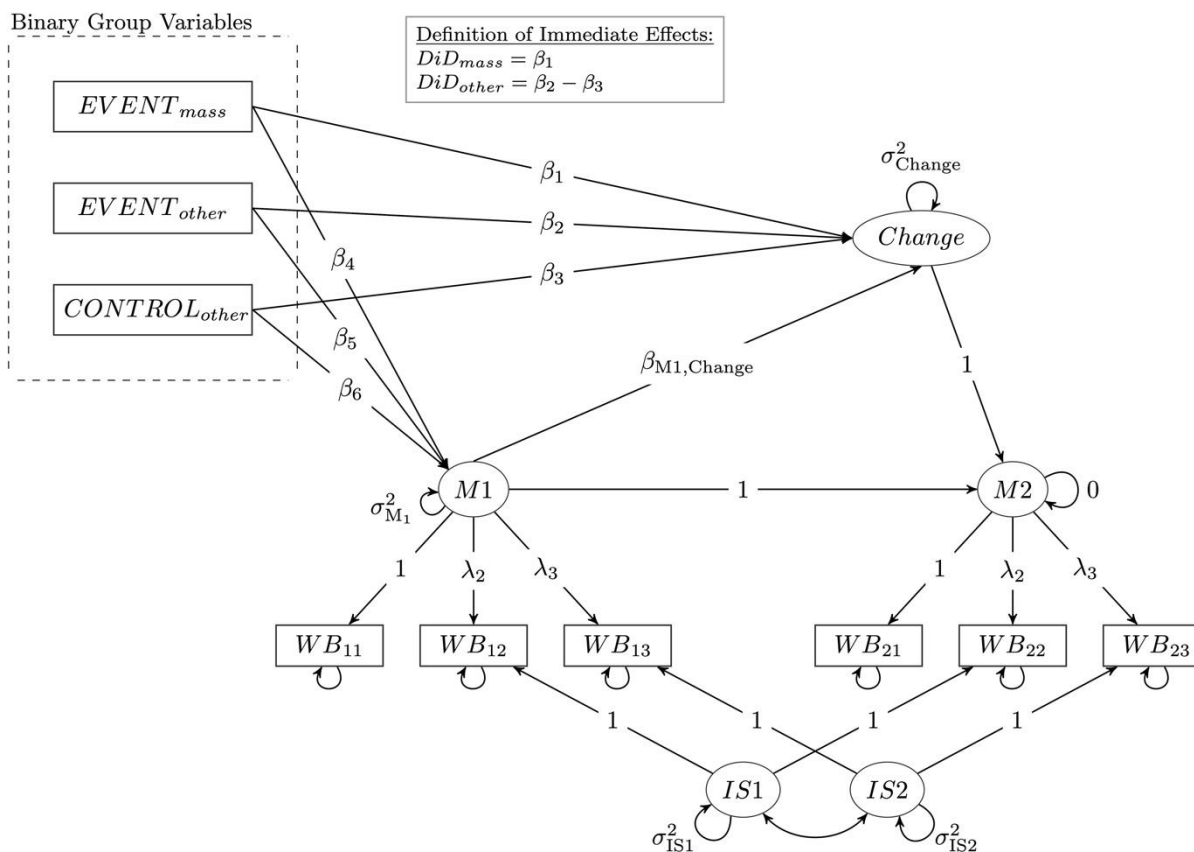 Binary Group Variables
Definition of Immediate Effects:
DiD_mass = β₁
DiD_other = β₂ − β₃
EVENT_mass
EVENT_other
CONTROL_other
β₁
β₂
β₃
β₄
β₅
β₆
σ²_Change
Change
β_M1,Change
1
M1
σ²_M₁
1
M2
0
1
λ₂
λ₃
1
λ₂
λ₃
WB₁₁
WB₁₂
WB₁₃
WB₂₁
WB₂₂
WB₂₃
1
1
1
1
IS1
IS2
σ²_IS1
σ²_IS2